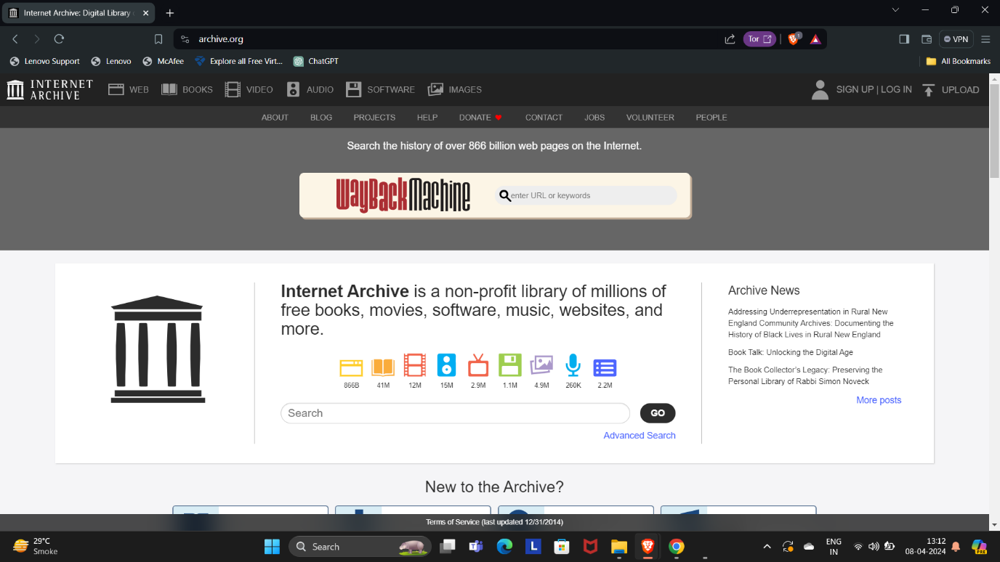 Internet Archive: Digital Library
archive.org
Tor
1
VPN
Lenovo Support
Lenovo
McAfee
Explore all Free Virt...
ChatGPT
All Bookmarks
INTERNET
ARCHIVE
WEB
BOOKS
VIDEO
AUDIO
SOFTWARE
IMAGES
SIGN UP | LOG IN
UPLOAD
ABOUT
BLOG
PROJECTS
HELP
DONATE
CONTACT
JOBS
VOLUNTEER
PEOPLE
Search the history of over 866 billion web pages on the Internet.
WayBackMachine
enter URL or keywords
Internet Archive is a non-profit library of millions of
free books, movies, software, music, websites, and
more.
866B
41M
12M
15M
2.9M
1.1M
4.9M
260K
2.2M
Search
GO
Advanced Search
Archive News
Addressing Underrepresentation in Rural New
England Community Archives: Documenting the
History of Black Lives in Rural New England
Book Talk: Unlocking the Digital Age
The Book Collector's Legacy: Preserving the
Personal Library of Rabbi Simon Noveck
More posts
New to the Archive?
Terms of Service (last updated 12/31/2014)
29°C
Smoke
Search
L
ENG
IN
13:12
08-04-2024
PRE